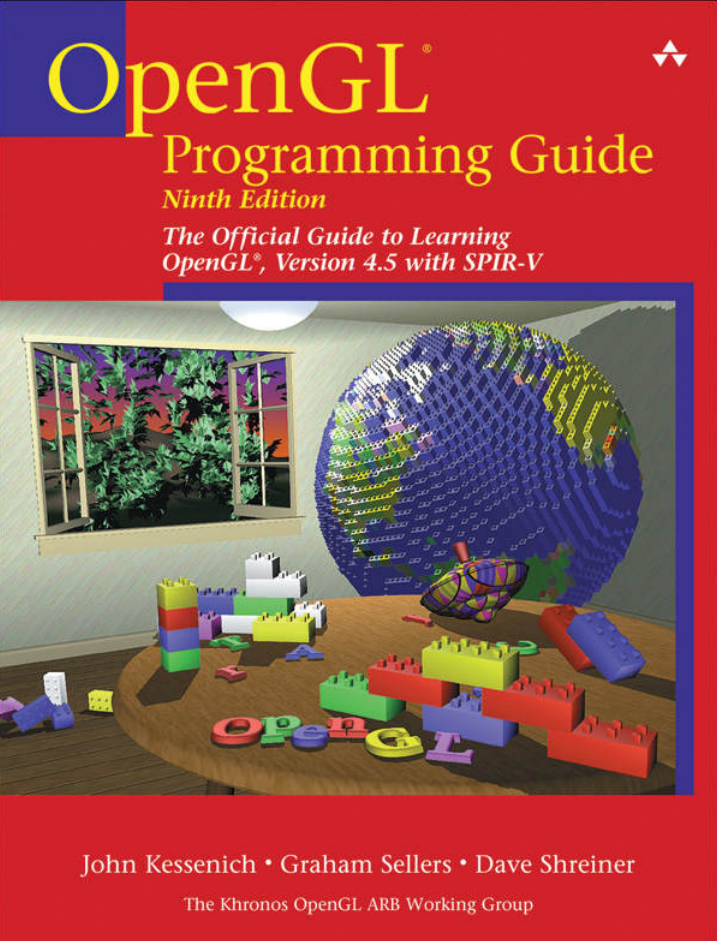 OpenGL®
Programming Guide
Ninth Edition
The Official Guide to Learning
OpenGL®, Version 4.5 with SPIR-V
OpenGL
John Kessenich • Graham Sellers • Dave Shreiner
The Khronos OpenGL ARB Working Group